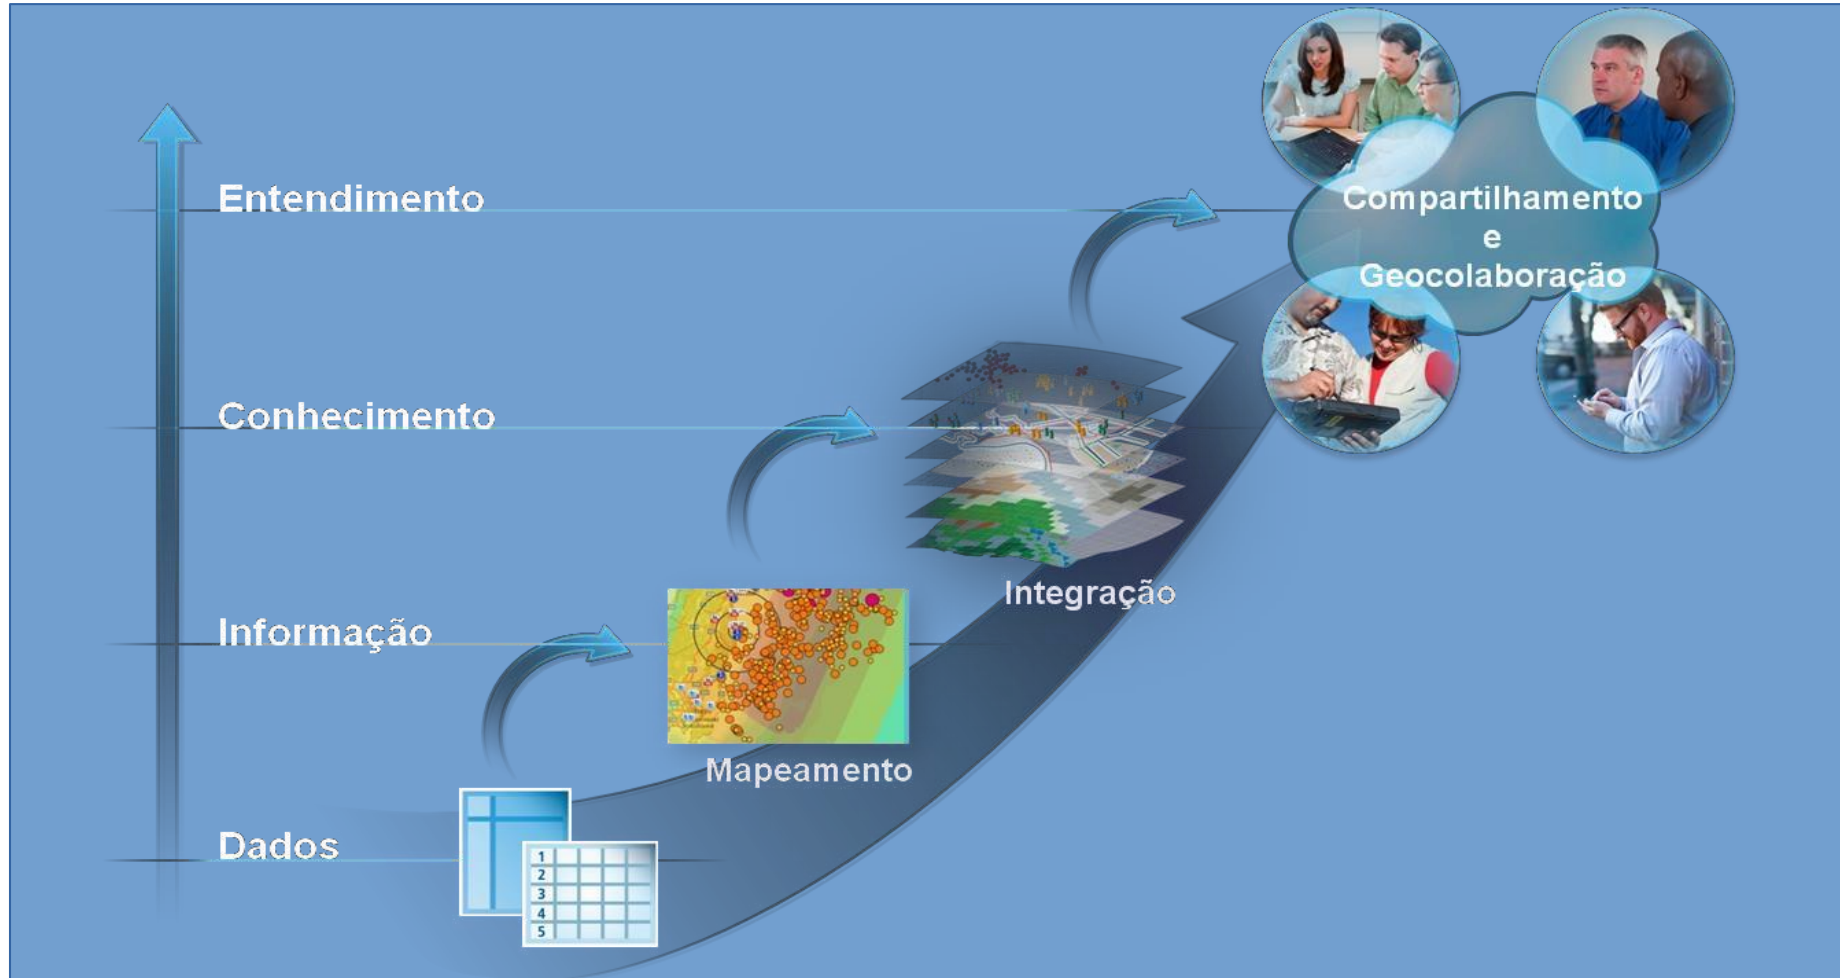 Entendimento
Compartilhamento
e
Geocolaboração
Conhecimento
Integração
Informação
Mapeamento
Dados
1
2
3
4
5